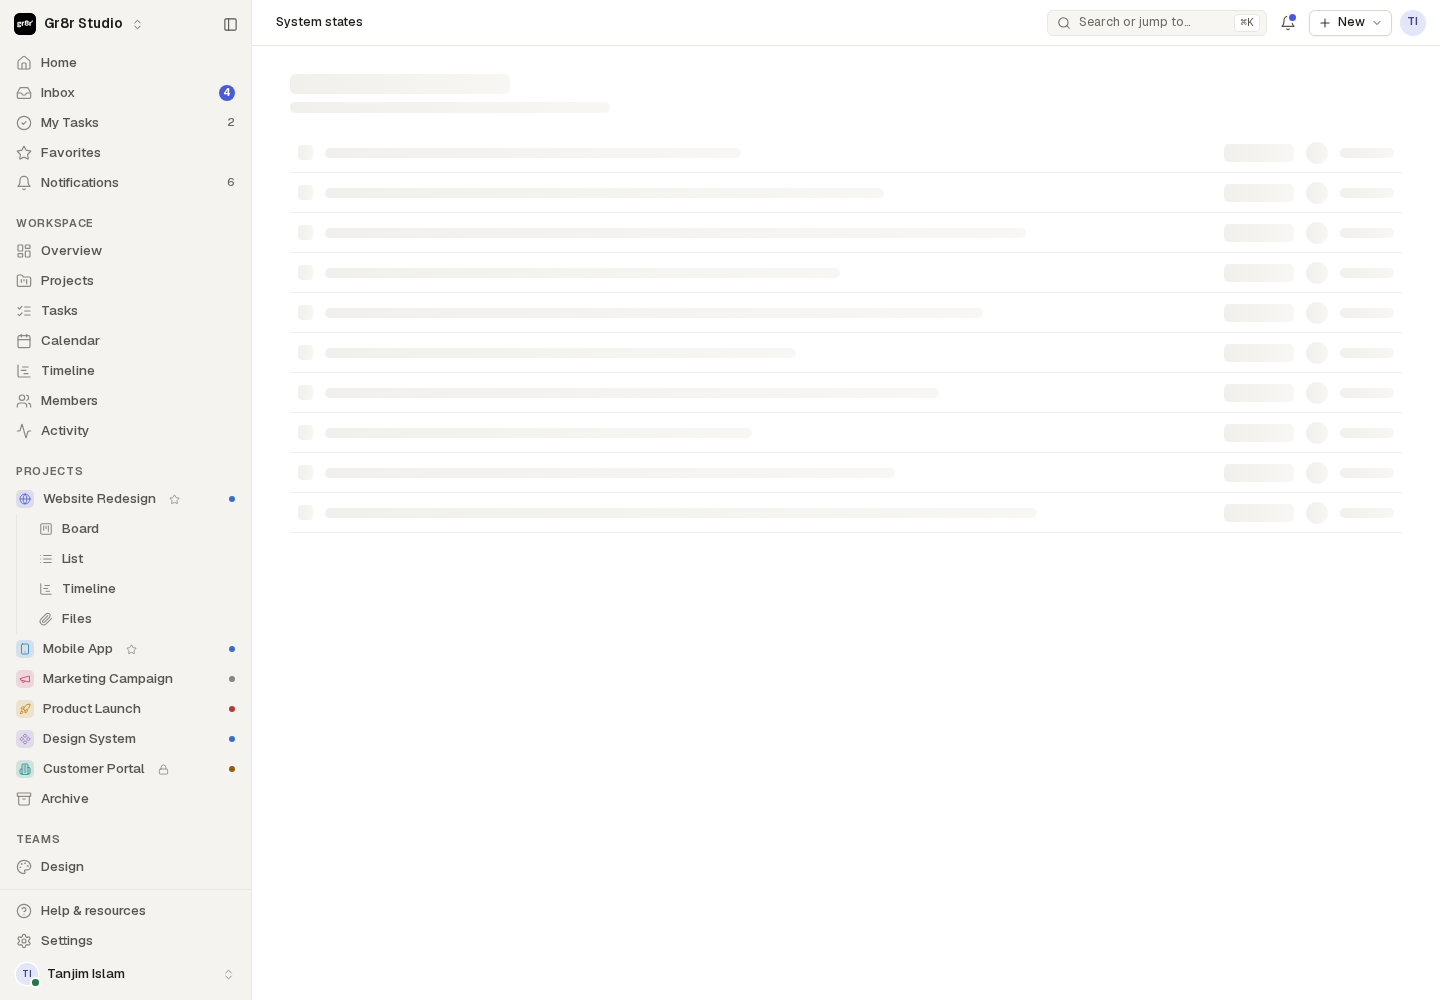 gr8r
Gr8r Studio
Home
Inbox 4
My Tasks 2
Favorites
Notifications 6
WORKSPACE
Overview
Projects
Tasks
Calendar
Timeline
Members
Activity
PROJECTS
Website Redesign
Board
List
Timeline
Files
Mobile App
Marketing Campaign
Product Launch
Design System
Customer Portal
Archive
TEAMS
Design
Help & resources
Settings
TI Tanjim Islam
System states
Search or jump to... ⌘K
New
TI